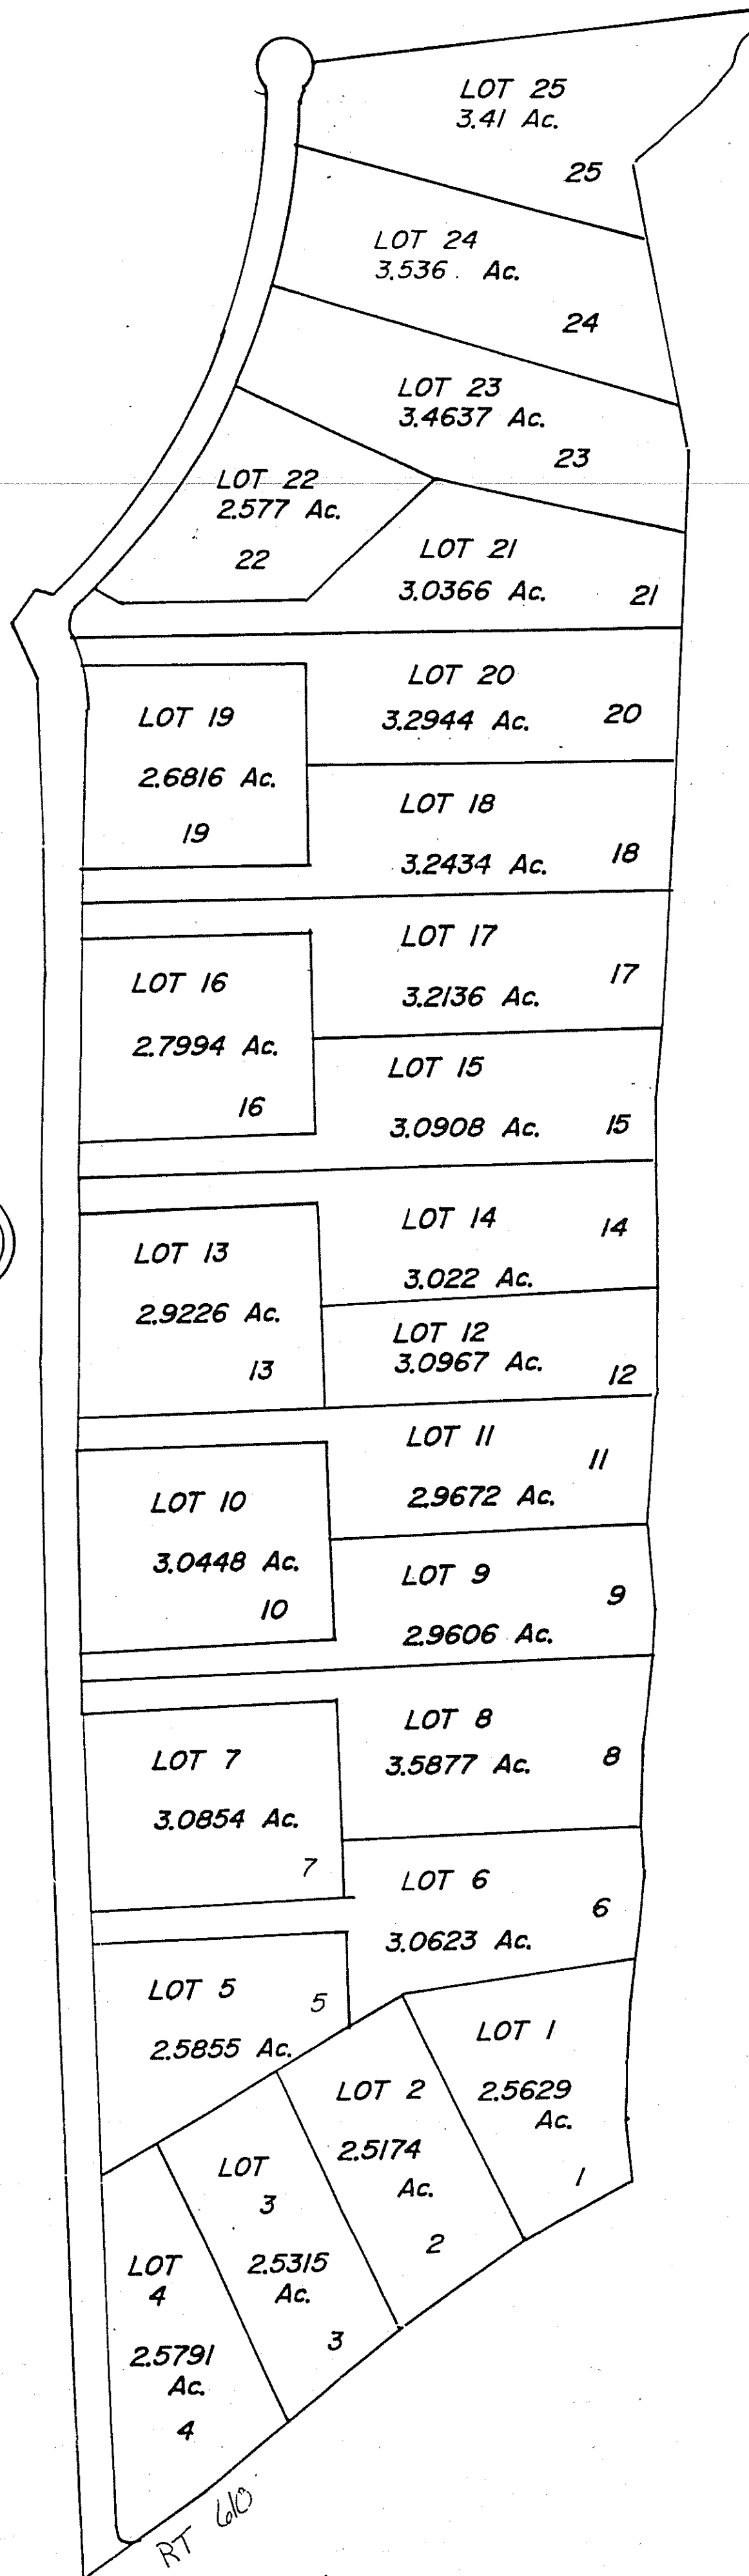 LOT 25
3.41 Ac.
25
LOT 24
3.536 Ac.
24
LOT 23
3.4637 Ac.
23
LOT 22
2.577 Ac.
22
LOT 21
3.0366 Ac.
21
LOT 20
3.2944 Ac.
20
LOT 19
2.6816 Ac.
19
LOT 18
3.2434 Ac.
18
LOT 17
3.2136 Ac.
17
LOT 16
2.7994 Ac.
16
LOT 15
3.0908 Ac.
15
LOT 14
3.022 Ac.
14
LOT 13
2.9226 Ac.
13
LOT 12
3.0967 Ac.
12
LOT 11
2.9672 Ac.
11
LOT 10
3.0448 Ac.
10
LOT 9
2.9606 Ac.
9
LOT 8
3.5877 Ac.
8
LOT 7
3.0854 Ac.
7
LOT 6
3.0623 Ac.
6
LOT 5
2.5855 Ac.
5
LOT 1
2.5629
Ac.
1
LOT 2
2.5174
Ac.
2
LOT
3
2.5315
Ac.
3
LOT
4
2.5791
Ac.
4
RT 610